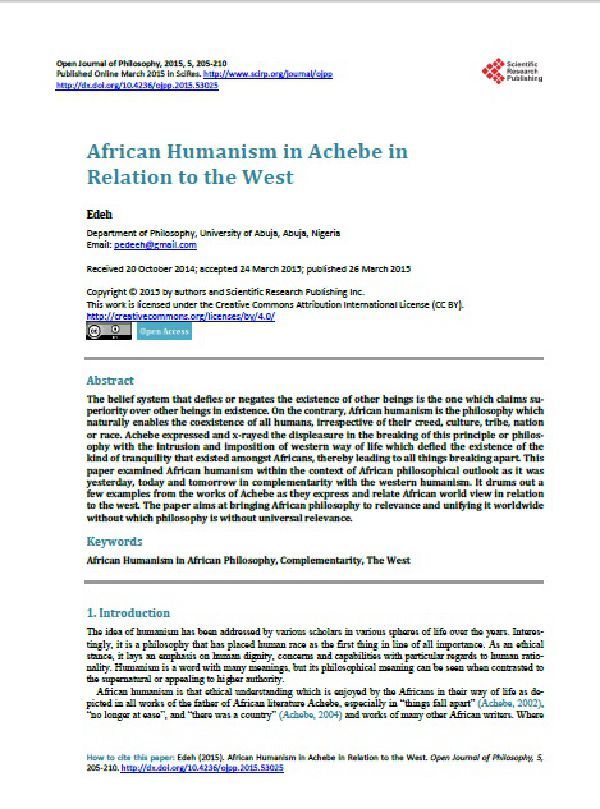 Open Journal of Philosophy, 2015, 5, 205-210
Published Online March 2015 in SciRes. http://www.scirp.org/journal/ojpp
http://dx.doi.org/10.4236/ojpp.2015.53025
Scientific
Research
Publishing
African Humanism in Achebe in
Relation to the West
Edeh
Department of Philosophy, University of Abuja, Abuja, Nigeria
Email: pedeeh@gmail.com
Received 20 October 2014; accepted 24 March 2015; published 26 March 2015
Copyright © 2015 by authors and Scientific Research Publishing Inc.
This work is licensed under the Creative Commons Attribution International License (CC BY).
http://creativecommons.org/licenses/by/4.0/
cc BY Open Access
Abstract
The belief system that defies or negates the existence of other beings is the one which claims su-
periority over other beings in existence. On the contrary, African humanism is the philosophy which
naturally enables the coexistence of all humans, irrespective of their creed, culture, tribe, nation
or race. Achebe expressed and x-rayed the displeasure in the breaking of this principle or philos-
ophy with the intrusion and imposition of western way of life which defied the existence of the
kind of tranquility that existed amongst Africans, thereby leading to all things breaking apart. This
paper examined African humanism within the context of African philosophical outlook as it was
yesterday, today and tomorrow in complementarity with the western humanism. It drums out a
few examples from the works of Achebe as they express and relate African world view in relation
to the west. The paper aims at bringing African philosophy to relevance and unifying it worldwide
without which philosophy is without universal relevance.
Keywords
African Humanism in African Philosophy, Complementarity, The West
1. Introduction
The idea of humanism has been addressed by various scholars in various spheres of life over the years. Interes-
tingly, it is a philosophy that has placed human race as the first thing in line of all importance. As an ethical
stance, it lays an emphasis on human dignity, concerns and capabilities with particular regards to human ratio-
nality. Humanism is a word with many meanings, but its philosophical meaning can be seen when contrasted to
the supernatural or appealing to higher authority.
African humanism is that ethical understanding which is enjoyed by the Africans in their way of life as de-
picted in all works of the father of African literature Achebe, especially in “things fall apart” (Achebe, 2002),
“no longer at ease”, and “there was a country” (Achebe, 2004) and works of many other African writers. Where
How to cite this paper: Edeh (2015). African Humanism in Achebe in Relation to the West. Open Journal of Philosophy, 5,
205-210. http://dx.doi.org/10.4236/ojpp.2015.53025